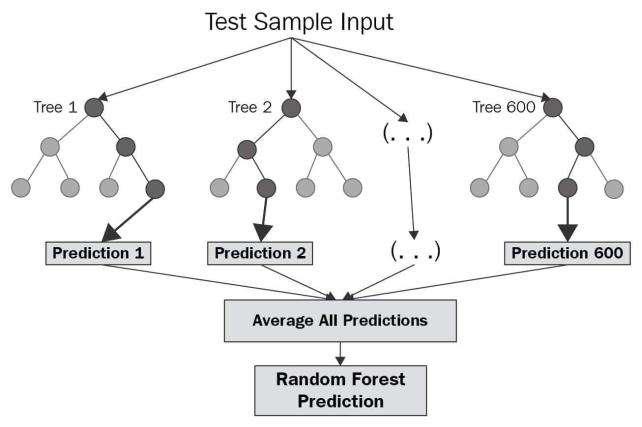 Test Sample Input
Tree 1
Tree 2
(. . .)
Tree 600
Prediction 1
Prediction 2
(. . .)
Prediction 600
Average All Predictions
Random Forest
Prediction